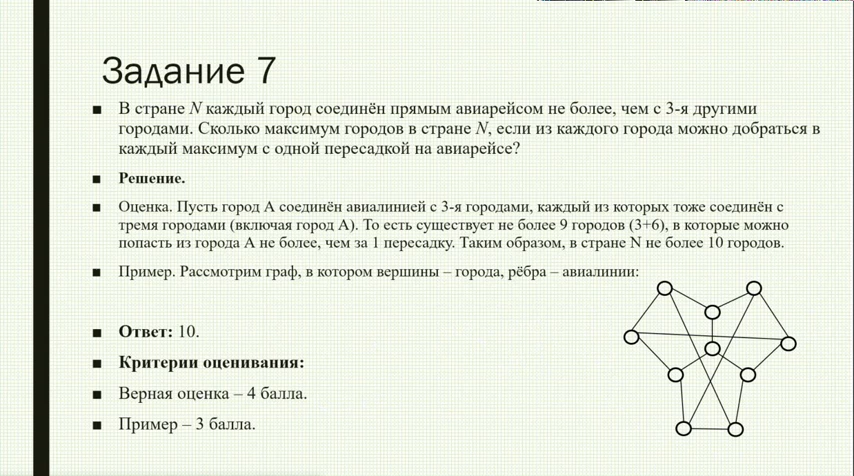 Задание 7
В стране N каждый город соединён прямым авиарейсом не более, чем с 3-я другими
городами. Сколько максимум городов в стране N, если из каждого города можно добраться в
каждый максимум с одной пересадкой на авиарейсе?
Решение.
Оценка. Пусть город А соединён авиалинией с 3-я городами, каждый из которых тоже соединён с
тремя городами (включая город А). То есть существует не более 9 городов (3+6), в которые можно
попасть из города А не более, чем за 1 пересадку. Таким образом, в стране N не более 10 городов.
Пример. Рассмотрим граф, в котором вершины – города, рёбра – авиалинии:
Ответ: 10.
Критерии оценивания:
Верная оценка – 4 балла.
Пример – 3 балла.